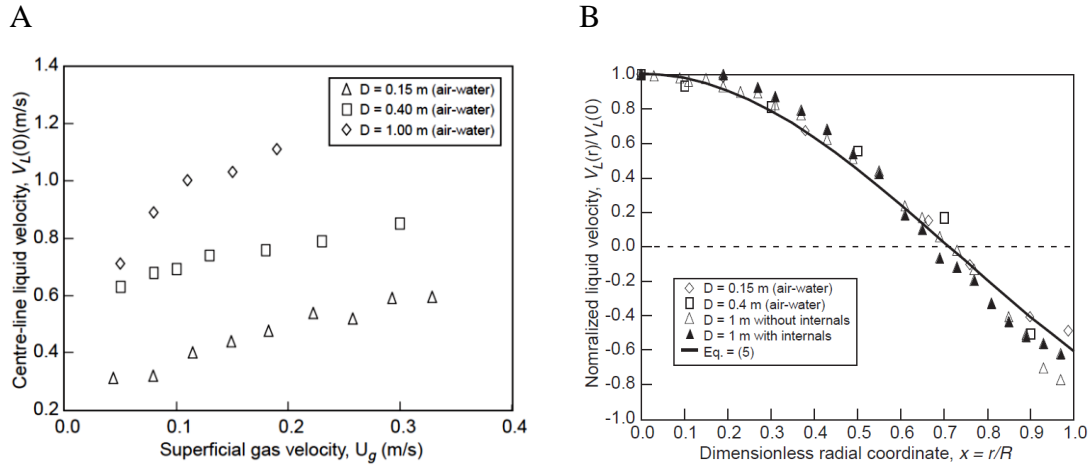 A
1.4
1.2
1.0
0.8
0.6
0.4
0.2
0.0
0.1
0.2
0.3
0.4
Centre-line liquid velocity, V_L(0)(m/s)
Superficial gas velocity, U_g (m/s)
D = 0.15 m (air-water)
D = 0.40 m (air-water)
D = 1.00 m (air-water)
B
1.0
0.8
0.6
0.4
0.2
0.0
-0.2
-0.4
-0.6
-0.8
-1.0
0.0
0.1
0.2
0.3
0.4
0.5
0.6
0.7
0.8
0.9
1.0
Nomralized liquid velocity, V_L(r)/V_L(0)
Dimensionless radial coordinate, x = r/R
D = 0.15 m (air-water)
D = 0.4 m (air-water)
D = 1 m without internals
D = 1 m with internals
Eq. = (5)